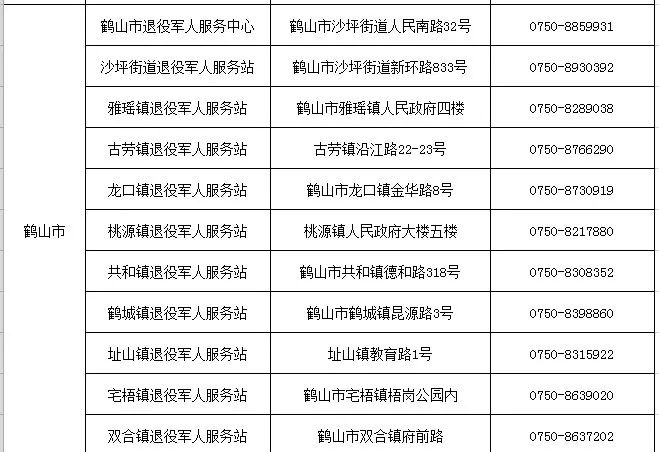 鹤山市退役军人服务中心 鹤山市沙坪街道人民南路32号 0750-8859931
沙坪街道退役军人服务站 鹤山市沙坪街道新环路833号 0750-8930392
雅瑶镇退役军人服务站 鹤山市雅瑶镇人民政府四楼 0750-8289038
古劳镇退役军人服务站 古劳镇沿江路22-23号 0750-8766290
龙口镇退役军人服务站 鹤山市龙口镇金华路8号 0750-8730919
鹤山市 桃源镇退役军人服务站 桃源镇人民政府大楼五楼 0750-8217880
共和镇退役军人服务站 鹤山市共和镇德和路318号 0750-8308352
鹤城镇退役军人服务站 鹤山市鹤城镇昆源路3号 0750-8398860
址山镇退役军人服务站 址山镇教育路1号 0750-8315922
宅梧镇退役军人服务站 鹤山市宅梧镇梧岗公园内 0750-8639020
双合镇退役军人服务站 鹤山市双合镇府前路 0750-8637202